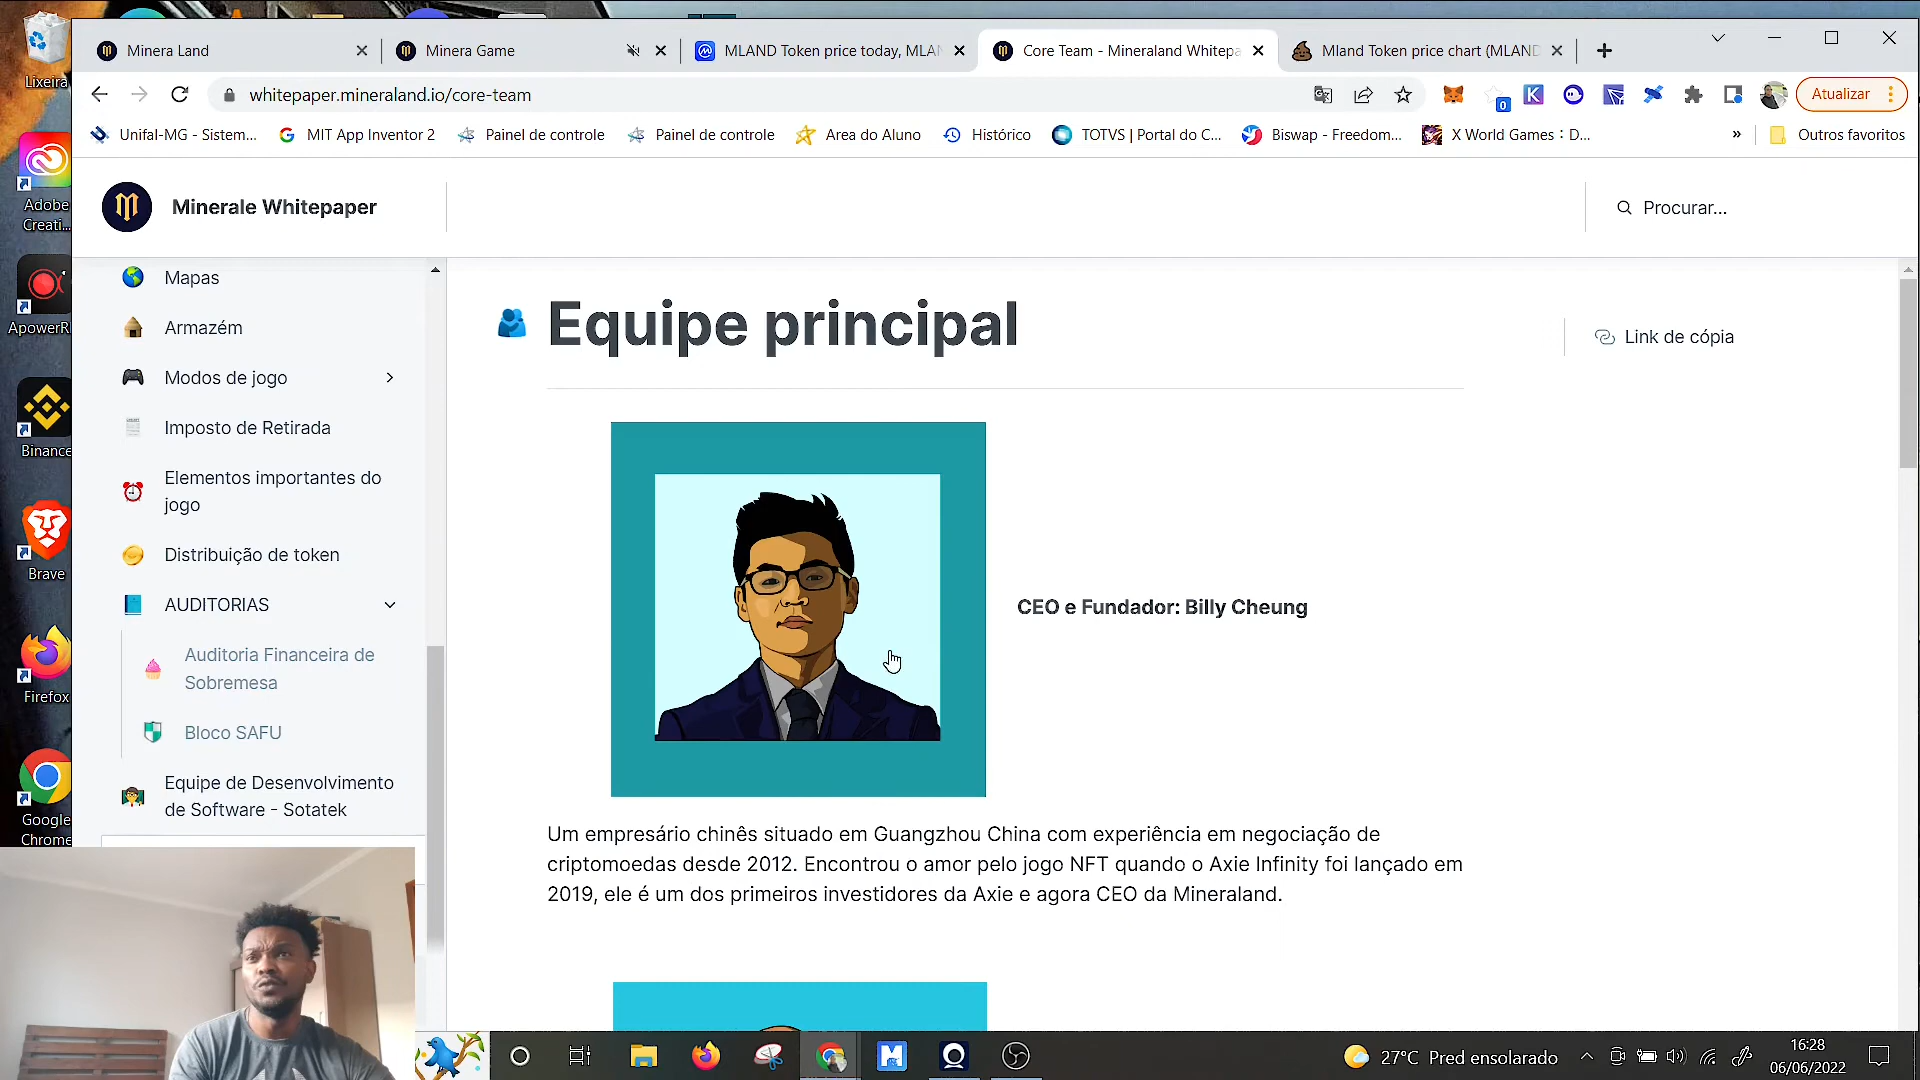 Lixeira
Adobe
Creati...
ApowerR
Binance
Brave
Firefox
Google
Chrome
Minera Land
Minera Game
MLAND Token price today, MLAN
Core Team - Mineraland Whitepa
Mland Token price chart (MLAND
whitepaper.mineraland.io/core-team
0
Atualizar
Unifal-MG - Sistem...
MIT App Inventor 2
Painel de controle
Painel de controle
Area do Aluno
Histórico
TOTVS | Portal do C...
Biswap - Freedom...
X World Games : D...
»
Outros favoritos
Minerale Whitepaper
Procurar...
Mapas
Armazém
Modos de jogo
Imposto de Retirada
Elementos importantes do
jogo
Distribuição de token
AUDITORIAS
Auditoria Financeira de
Sobremesa
Bloco SAFU
Equipe de Desenvolvimento
de Software - Sotatek
Equipe principal
Link de cópia
CEO e Fundador: Billy Cheung
Um empresário chinês situado em Guangzhou China com experiência em negociação de
criptomoedas desde 2012. Encontrou o amor pelo jogo NFT quando o Axie Infinity foi lançado em
2019, ele é um dos primeiros investidores da Axie e agora CEO da Mineraland.
27°C Pred ensolarado
16:28
06/06/2022